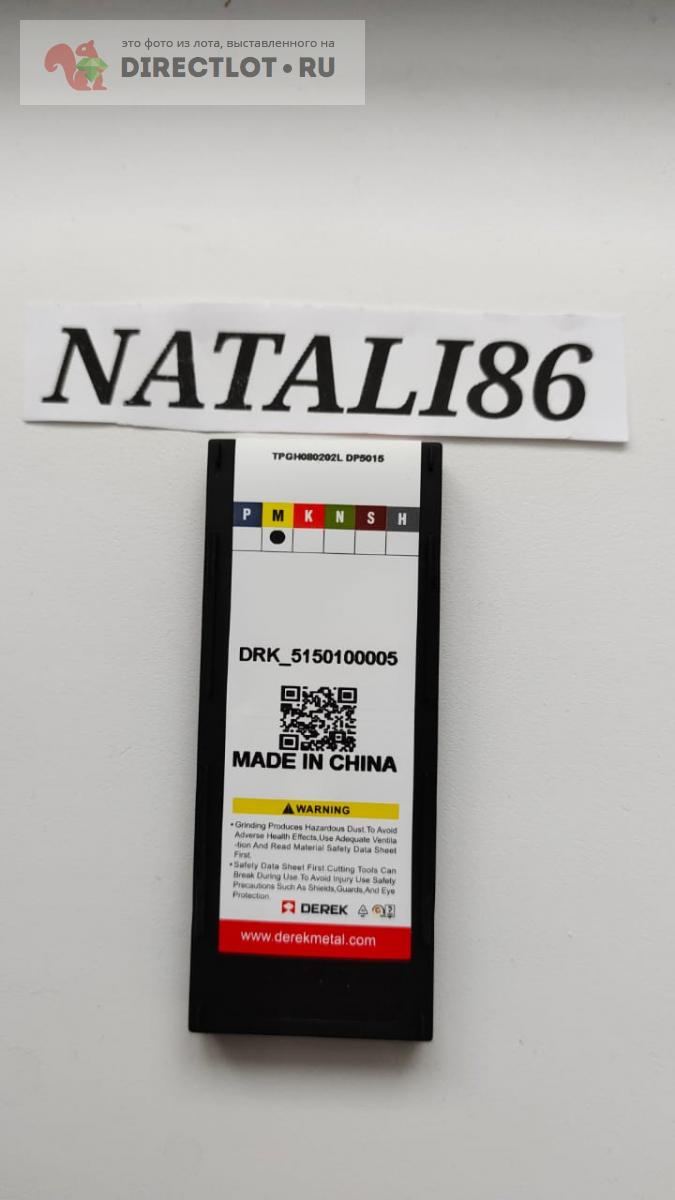 это фото из лота, выставленного на
DIRECTLOT•RU
NATALI86
TPGH080202L DP5015
P M K N S H
DRK_5150100005
MADE IN CHINA
WARNING
•Grinding Produces Hazardous Dust.To Avoid
Adverse Health Effects,Use Adequate Ventila
-tion And Read Material Safety Data Sheet
First.
•Safety Data Sheet First.Cutting Tools Can
Break During Use.To Avoid Injury Use Safety
Precautions Such As Shields,Guards,And Eye
Protection.
DEREK
www.derekmetal.com